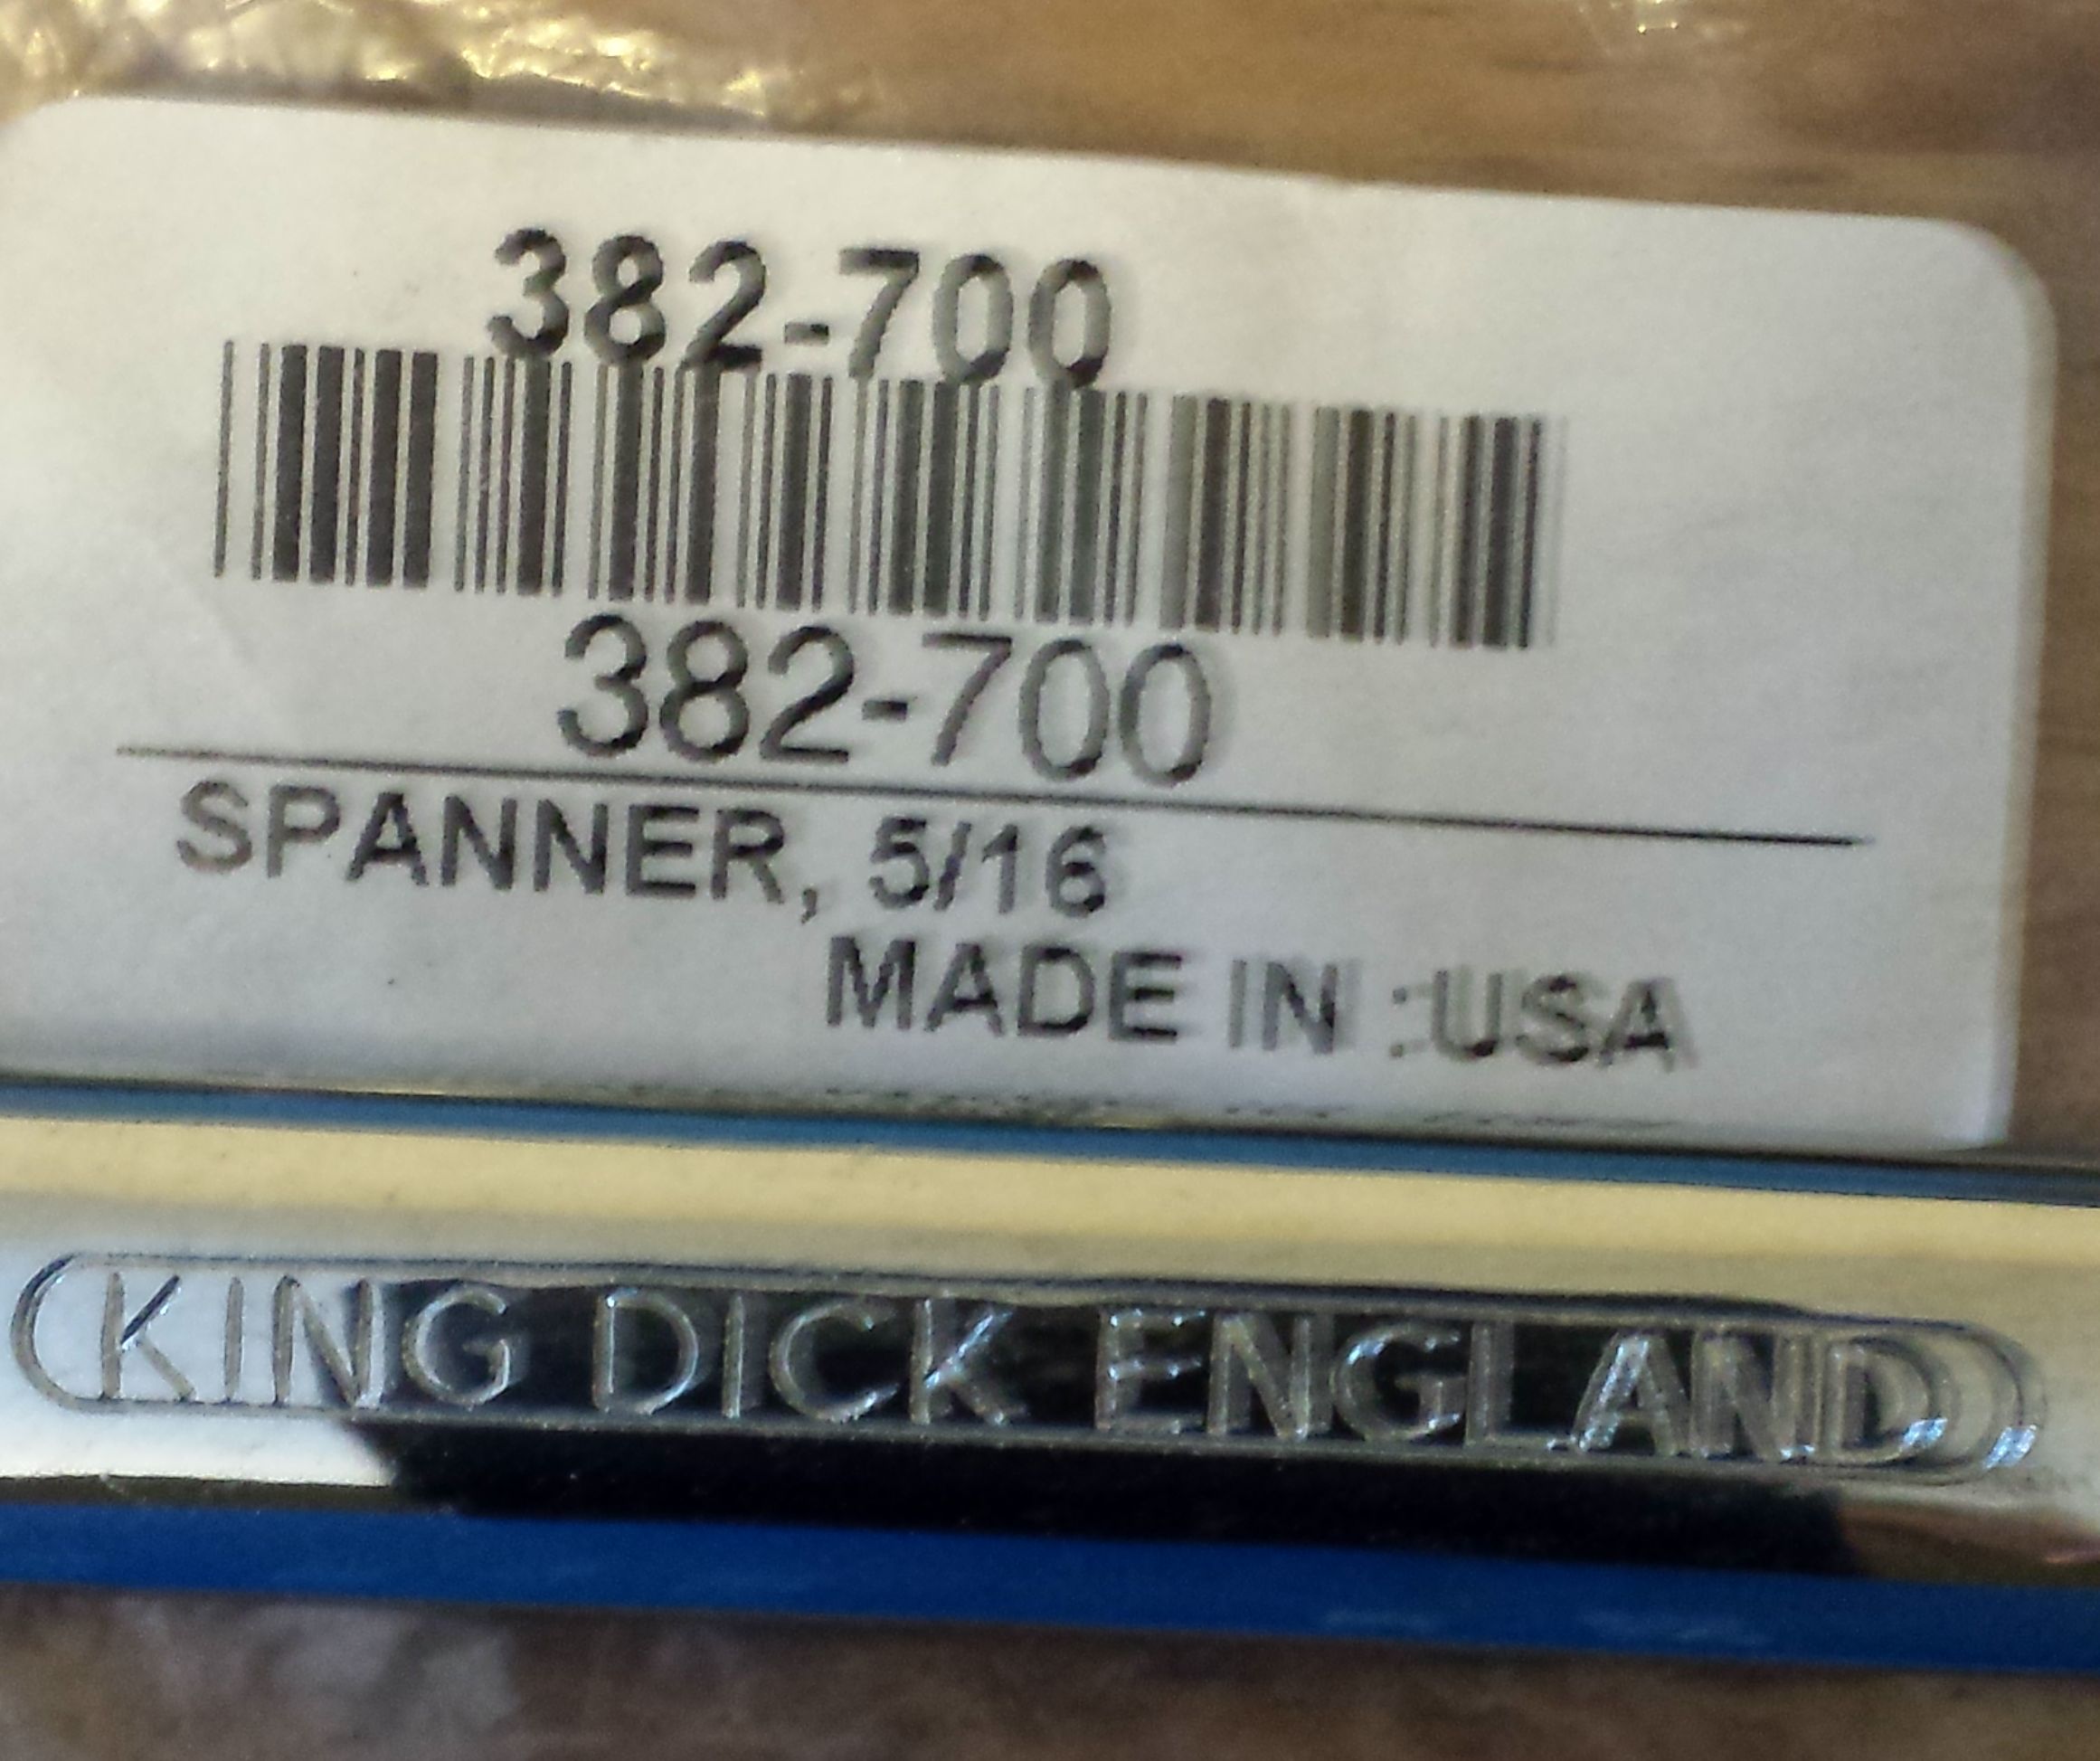 382-700
382-700
SPANNER, 5/16
MADE IN :USA
KING DICK ENGLAND